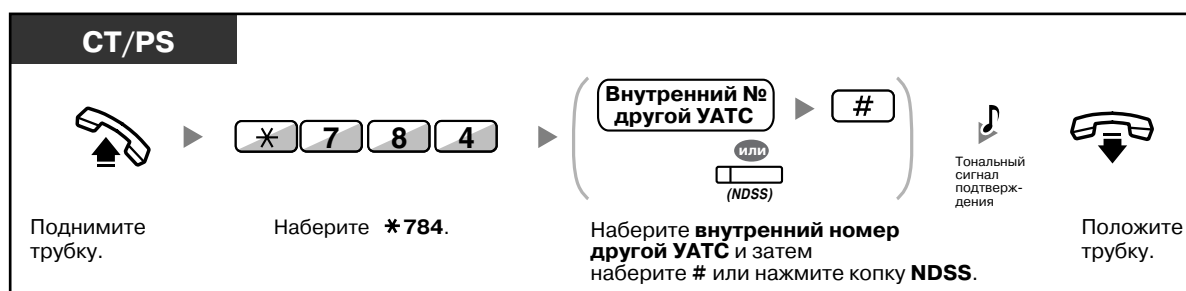 CT/PS
Внутренний №
другой УАТС
#
✳ 7 8 4
или
(NDSS)
Тональный
сигнал
подтверж-
дения
Поднимите
трубку.
Наберите ✳784.
Наберите внутренний номер
другой УАТС и затем
наберите # или нажмите копку NDSS.
Положите
трубку.